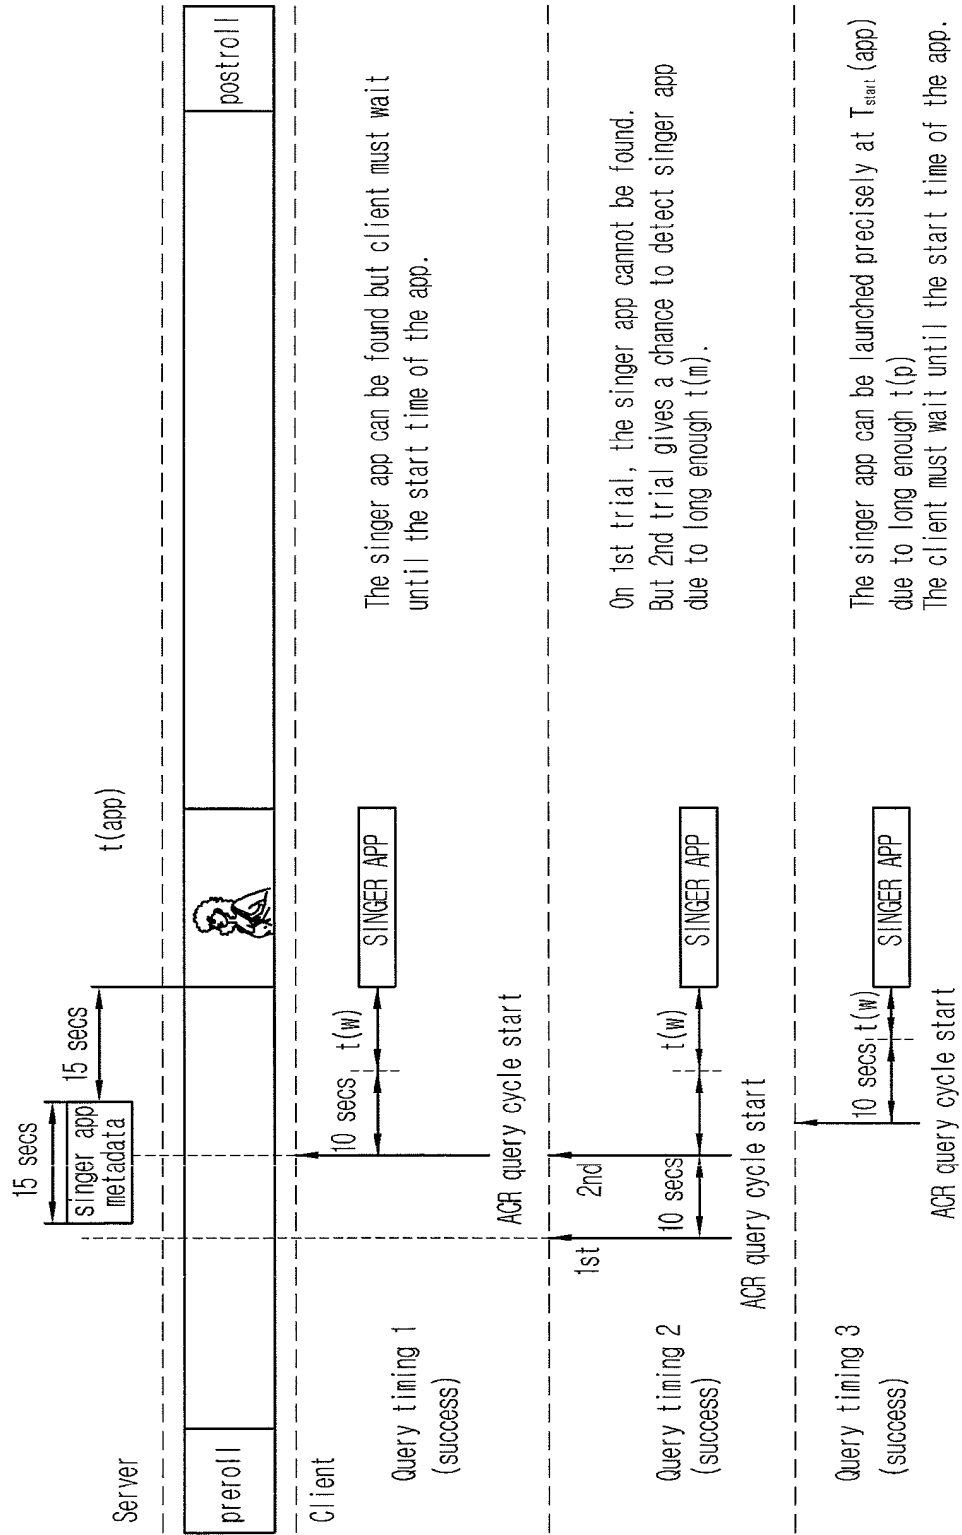 15 secs
singer app
metadata
15 secs
t(app)
Server
preroll
postroll
Client
Query timing 1
(success)
10 secs
t(w)
SINGER APP
ACR query cycle start
The singer app can be found but client must wait
until the start time of the app.
Query timing 2
(success)
1st
2nd
10 secs
t(w)
SINGER APP
ACR query cycle start
On 1st trial, the singer app cannot be found.
But 2nd trial gives a chance to detect singer app
due to long enough t(m).
Query timing 3
(success)
10 secs
t(w)
SINGER APP
ACR query cycle start
The singer app can be launched precisely at Tstart(app)
due to long enough t(p)
The client must wait until the start time of the app.